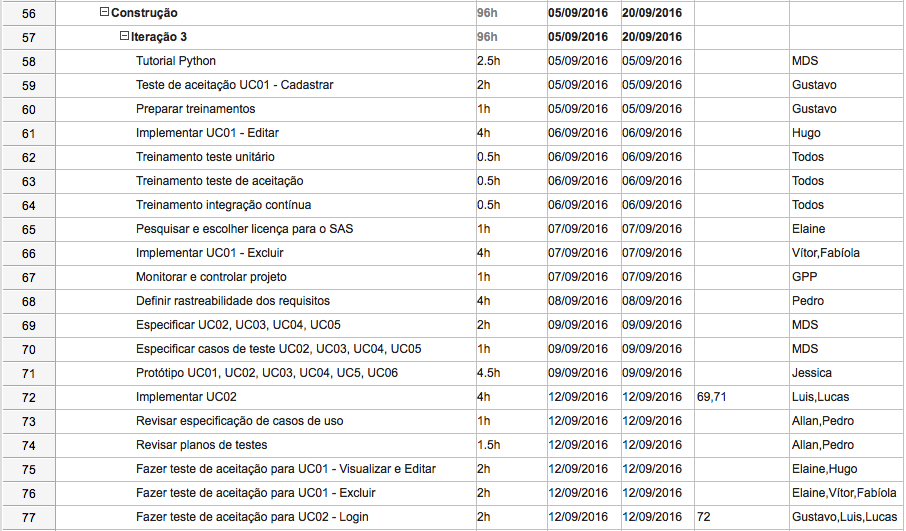 56 Construção 96h 05/09/2016 20/09/2016
57 Iteração 3 96h 05/09/2016 20/09/2016
58 Tutorial Python 2.5h 05/09/2016 05/09/2016 MDS
59 Teste de aceitação UC01 - Cadastrar 2h 05/09/2016 05/09/2016 Gustavo
60 Preparar treinamentos 1h 05/09/2016 05/09/2016 Gustavo
61 Implementar UC01 - Editar 4h 06/09/2016 06/09/2016 Hugo
62 Treinamento teste unitário 0.5h 06/09/2016 06/09/2016 Todos
63 Treinamento teste de aceitação 0.5h 06/09/2016 06/09/2016 Todos
64 Treinamento integração contínua 0.5h 06/09/2016 06/09/2016 Todos
65 Pesquisar e escolher licença para o SAS 1h 07/09/2016 07/09/2016 Elaine
66 Implementar UC01 - Excluir 4h 07/09/2016 07/09/2016 Vítor,Fabíola
67 Monitorar e controlar projeto 1h 07/09/2016 07/09/2016 GPP
68 Definir rastreabilidade dos requisitos 4h 08/09/2016 08/09/2016 Pedro
69 Especificar UC02, UC03, UC04, UC05 2h 09/09/2016 09/09/2016 MDS
70 Especificar casos de teste UC02, UC03, UC04, UC05 1h 09/09/2016 09/09/2016 MDS
71 Protótipo UC01, UC02, UC03, UC04, UC5, UC06 4.5h 09/09/2016 09/09/2016 Jessica
72 Implementar UC02 4h 12/09/2016 12/09/2016 69,71 Luis,Lucas
73 Revisar especificação de casos de uso 1h 12/09/2016 12/09/2016 Allan,Pedro
74 Revisar planos de testes 1.5h 12/09/2016 12/09/2016 Allan,Pedro
75 Fazer teste de aceitação para UC01 - Visualizar e Editar 2h 12/09/2016 12/09/2016 Elaine,Hugo
76 Fazer teste de aceitação para UC01 - Excluir 2h 12/09/2016 12/09/2016 Elaine,Vítor,Fabíola
77 Fazer teste de aceitação para UC02 - Login 2h 12/09/2016 12/09/2016 72 Gustavo,Luis,Lucas